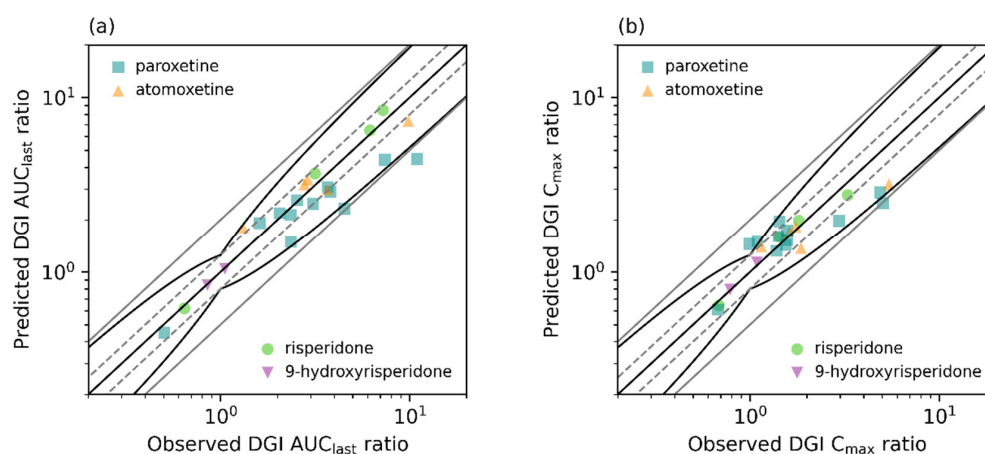 (a)
paroxetine
atomoxetine
10¹
10⁰
Predicted DGI AUClast ratio
risperidone
9-hydroxyrisperidone
10⁰
10¹
Observed DGI AUClast ratio
(b)
paroxetine
atomoxetine
10¹
10⁰
Predicted DGI Cmax ratio
risperidone
9-hydroxyrisperidone
10⁰
10¹
Observed DGI Cmax ratio